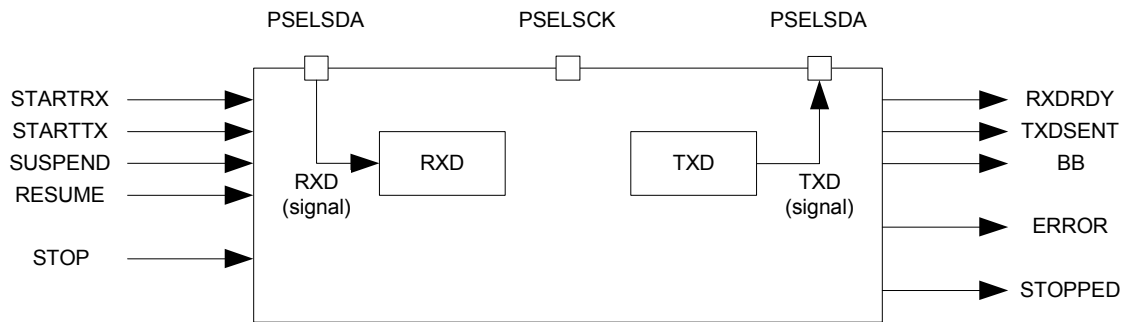 PSELSDA
PSELSCK
PSELSDA
STARTRX
STARTTX
SUSPEND
RESUME
STOP
RXD
RXD
(signal)
TXD
TXD
(signal)
RXDRDY
TXDSENT
BB
ERROR
STOPPED